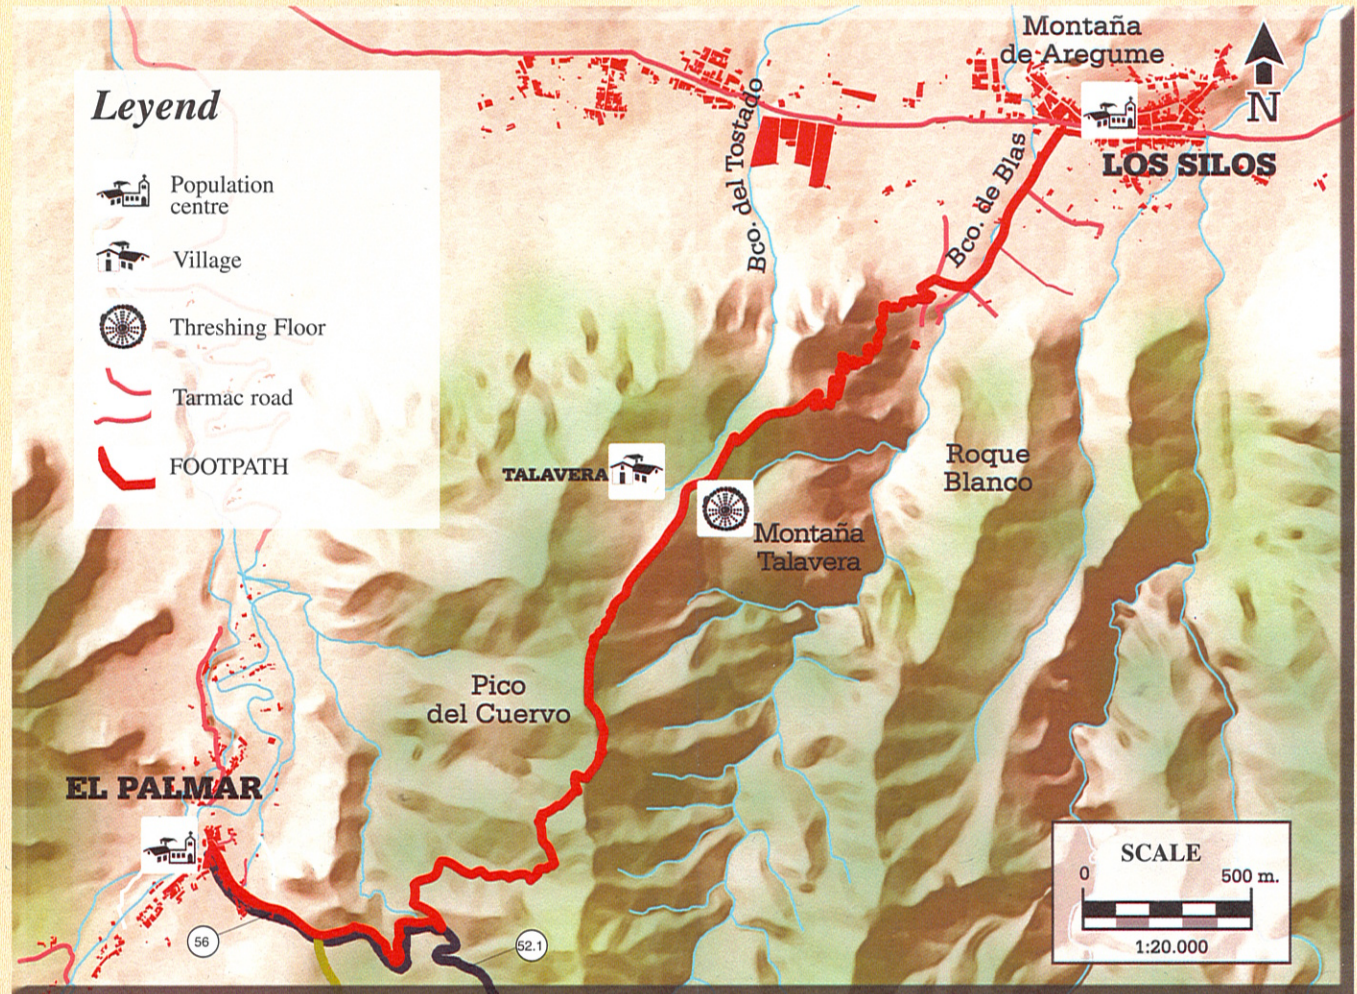 Montaña
de Aregume
N
Leyend
Population
centre
Village
Threshing Floor
Tarmac road
FOOTPATH
Bco. del Tostado
Bco. de Blas
LOS SILOS
TALAVERA
Roque
Blanco
Montaña
Talavera
Pico
del Cuervo
EL PALMAR
56
52.1
SCALE
0 500 m.
1:20.000